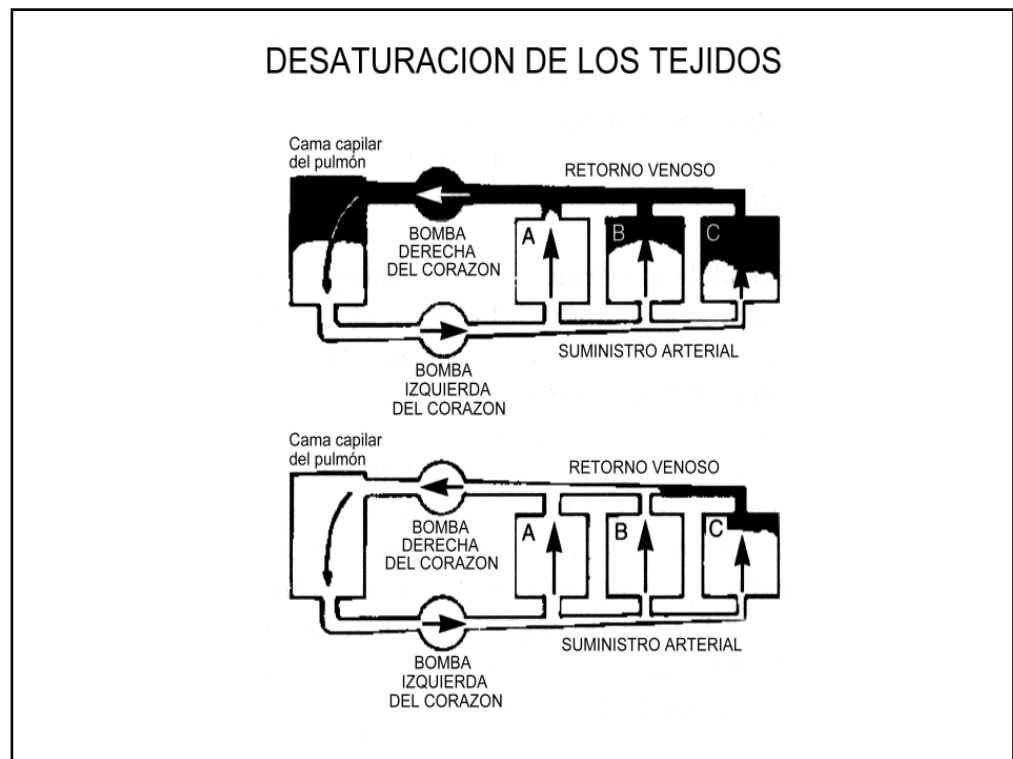 DESATURACION DE LOS TEJIDOS
Cama capilar
del pulmón
RETORNO VENOSO
BOMBA
DERECHA
DEL CORAZON
A
B
C
SUMINISTRO ARTERIAL
BOMBA
IZQUIERDA
DEL CORAZON
Cama capilar
del pulmón
RETORNO VENOSO
BOMBA
DERECHA
DEL CORAZON
A
B
C
SUMINISTRO ARTERIAL
BOMBA
IZQUIERDA
DEL CORAZON